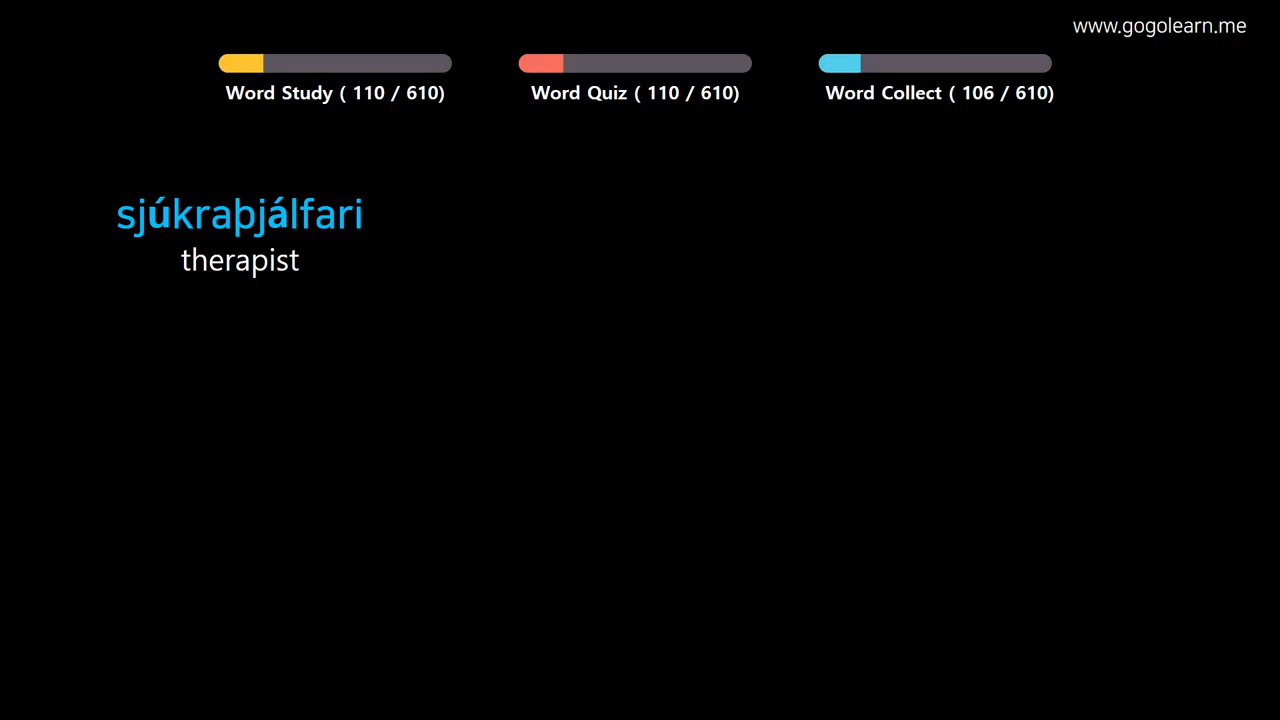 www.gogolearn.me
Word Study ( 110 / 610)
Word Quiz ( 110 / 610)
Word Collect ( 106 / 610)
sjúkraþjálfari
therapist